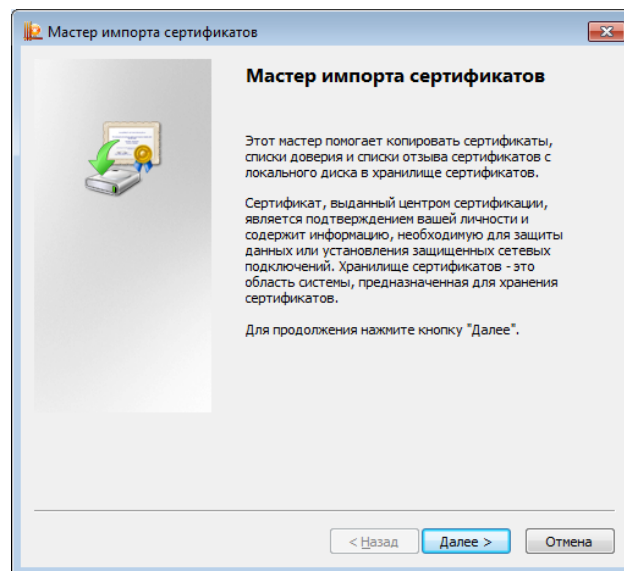 Мастер импорта сертификатов
Мастер импорта сертификатов
Этот мастер помогает копировать сертификаты,
списки доверия и списки отзыва сертификатов с
локального диска в хранилище сертификатов.
Сертификат, выданный центром сертификации,
является подтверждением вашей личности и
содержит информацию, необходимую для защиты
данных или установления защищенных сетевых
подключений. Хранилище сертификатов - это
область системы, предназначенная для хранения
сертификатов.
Для продолжения нажмите кнопку "Далее".
< Назад Далее > Отмена